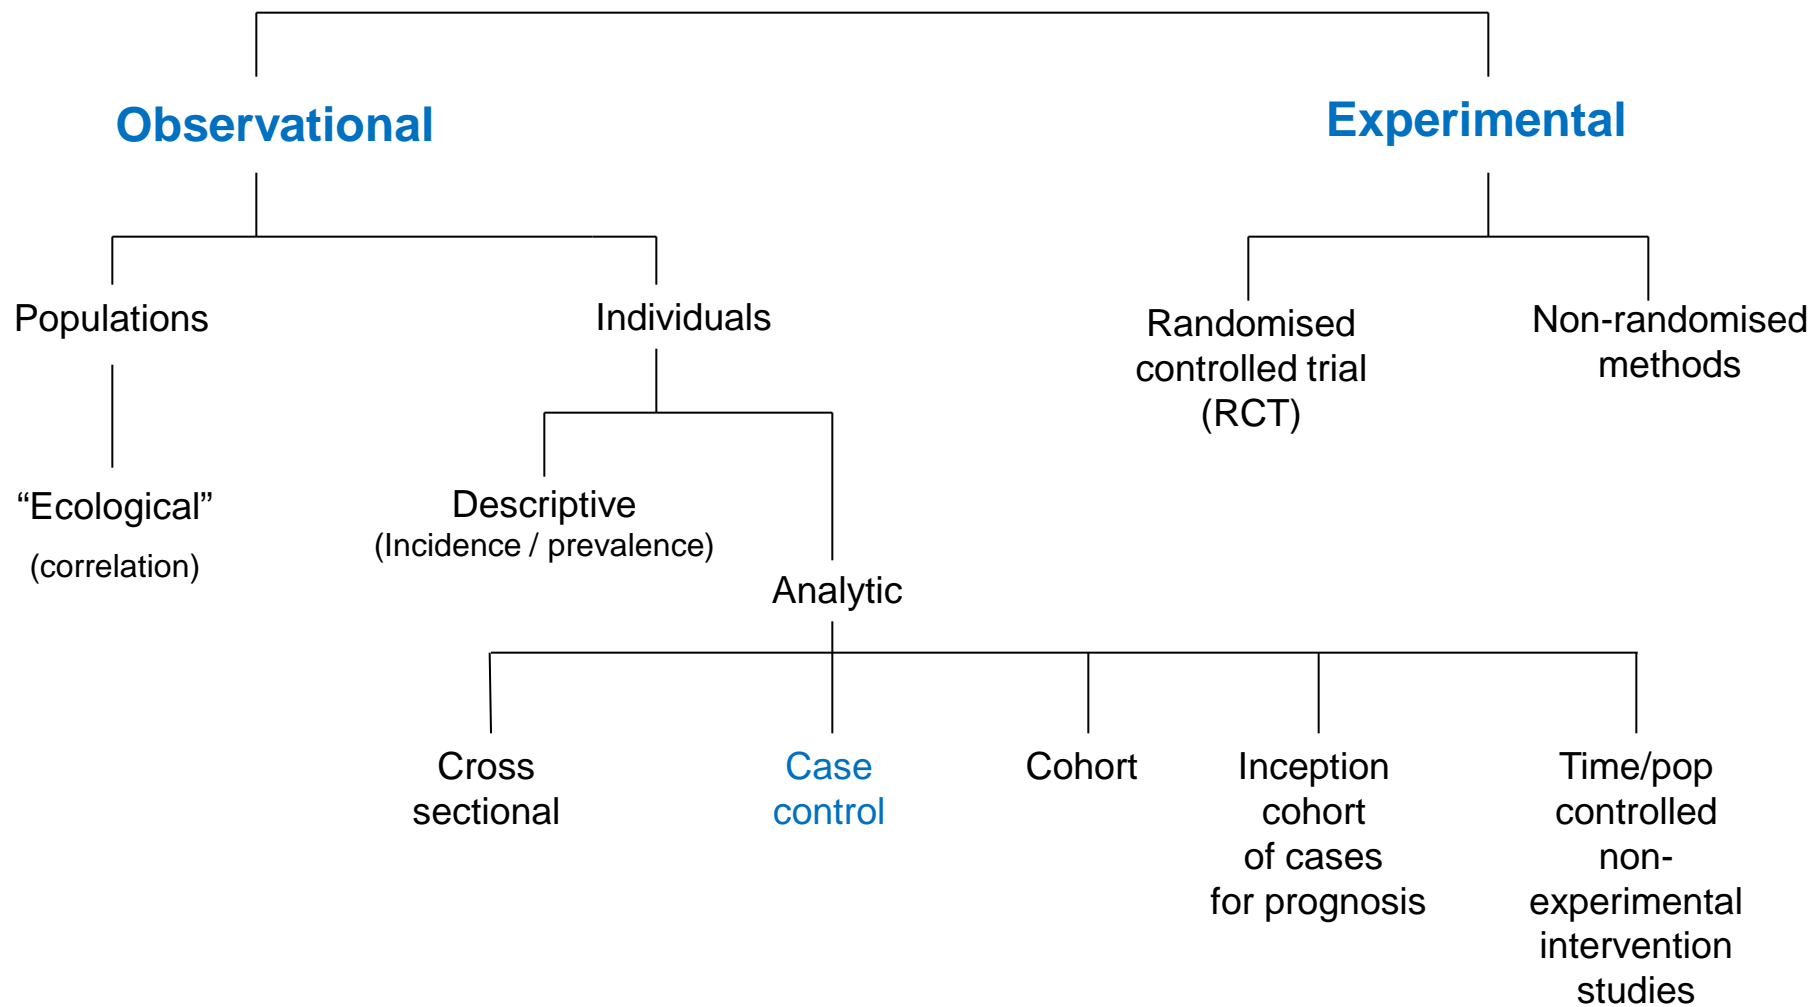 Observational
Experimental
Populations
Individuals
Randomised
controlled trial
(RCT)
Non-randomised
methods
“Ecological”
(correlation)
Descriptive
(Incidence / prevalence)
Analytic
Cross
sectional
Case
control
Cohort
Inception
cohort
of cases
for prognosis
Time/pop
controlled
non-
experimental
intervention
studies